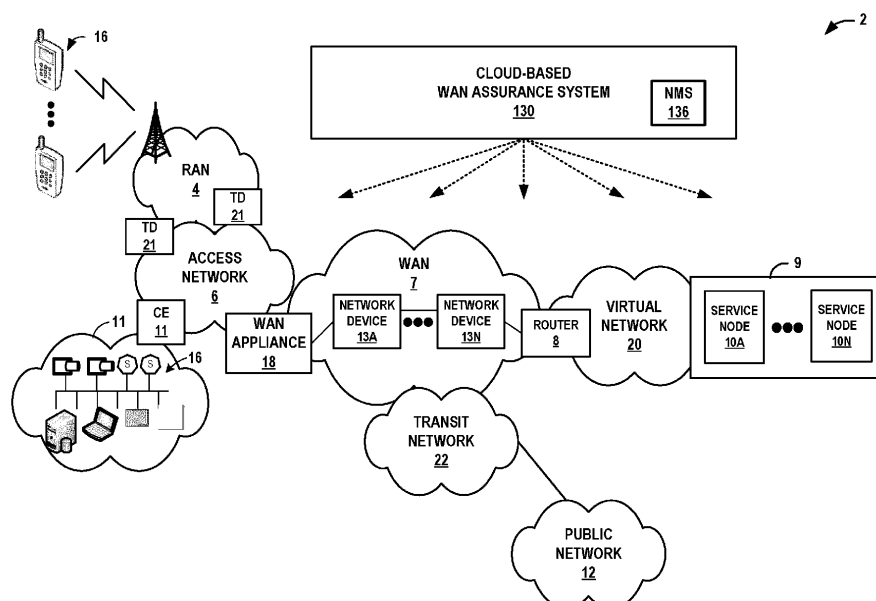 2
16
CLOUD-BASED
WAN ASSURANCE SYSTEM
130
NMS
136
RAN
4
TD
21
TD
21
ACCESS
NETWORK
6
WAN
7
9
CE
11
11
16
S
S
WAN
APPLIANCE
18
NETWORK
DEVICE
13A
NETWORK
DEVICE
13N
ROUTER
8
VIRTUAL
NETWORK
20
SERVICE
NODE
10A
SERVICE
NODE
10N
TRANSIT
NETWORK
22
PUBLIC
NETWORK
12